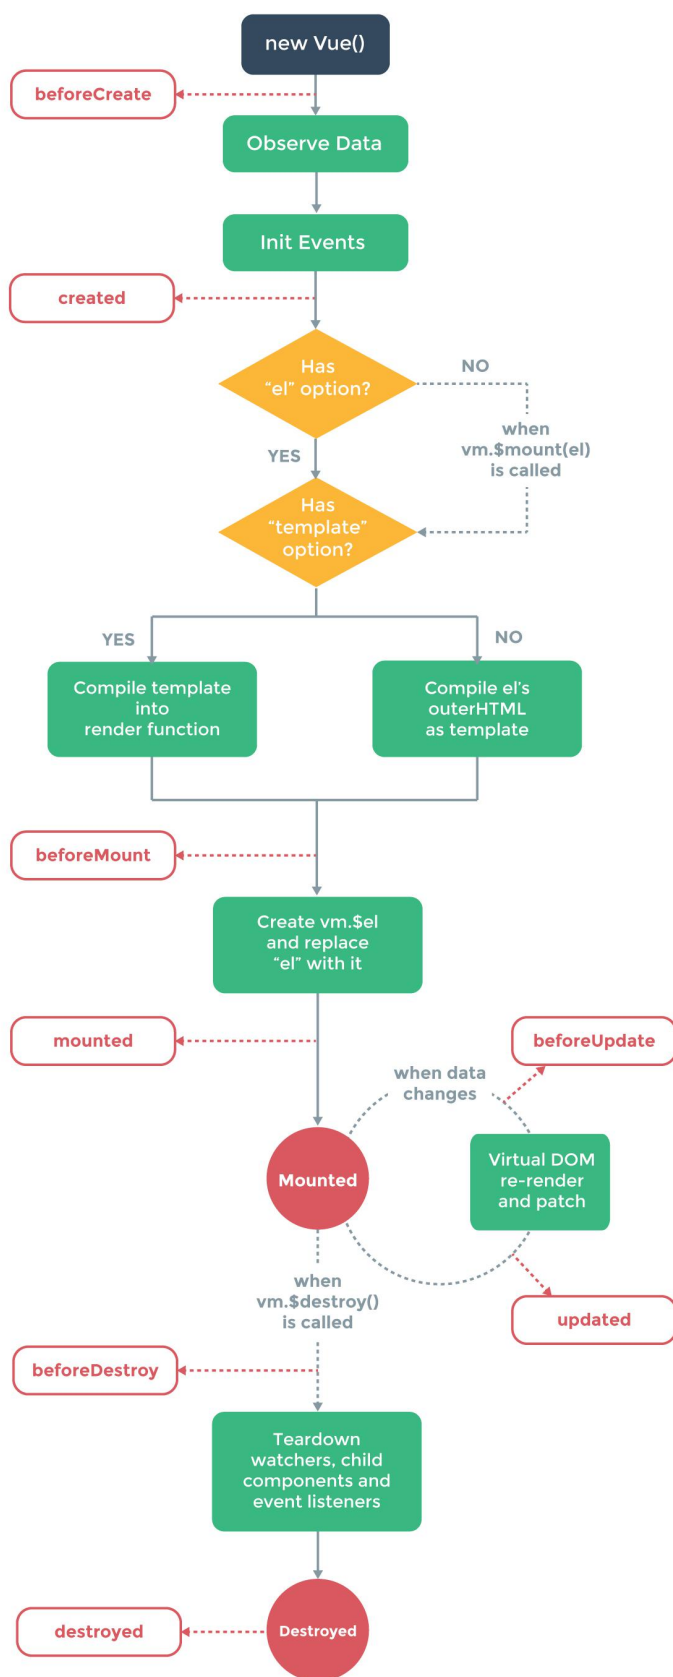 new Vue()
beforeCreate
Observe Data
Init Events
created
Has
“el” option?
NO
when
vm.$mount(el)
is called
YES
Has
“template”
option?
YES
NO
Compile template
into
render function
Compile el’s
outerHTML
as template
beforeMount
Create vm.$el
and replace
“el” with it
mounted
beforeUpdate
when data
changes
Mounted
Virtual DOM
re-render
and patch
when
vm.$destroy()
is called
updated
beforeDestroy
Teardown
watchers, child
components and
event listeners
destroyed
Destroyed